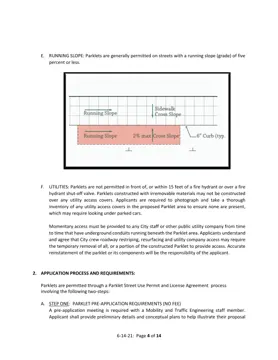 E. RUNNING SLOPE: Parklets are generally permitted on streets with a running slope (grade) of five
percent or less.
Sidewalk
Running Slope
Cross Slope
Running Slope
2% max Cross Slope
6" Curb (typ.
F. UTILITIES: Parklets are not permitted in front of, or within 15 feet of a fire hydrant or over a fire
hydrant shut-off valve. Parklets constructed with irremovable materials may not be constructed
over any utility access covers. Applicants are required to photograph and take a thorough
inventory of any utility access covers in the proposed Parklet area to ensure none are present,
which may require looking under parked cars.
Momentary access must be provided to any City staff or other public utility company from time
to time that have underground conduits running beneath the Parklet area. Applicants understand
and agree that City crew roadway restriping, resurfacing and utility company access may require
the temporary removal of all, or a portion of the constructed Parklet to provide access. Accurate
reinstatement of the parklet or its components will be the responsibility of the applicant.
2. APPLICATION PROCESS AND REQUIREMENTS:
Parklets are permitted through a Parklet Street Use Permit and License Agreement process
involving the following two-steps:
A. STEP ONE: PARKLET PRE-APPLICATION REQUIREMENTS (NO FEE)
A pre-application meeting is required with a Mobility and Traffic Engineering staff member.
Applicant shall provide preliminary details and conceptual plans to help illustrate their proposal
6-14-21: Page 4 of 14